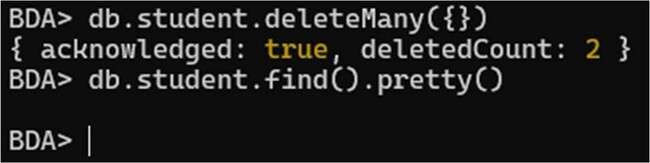 BDA> db.student.deleteMany({})
{ acknowledged: true, deletedCount: 2 }
BDA> db.student.find().pretty()
BDA>